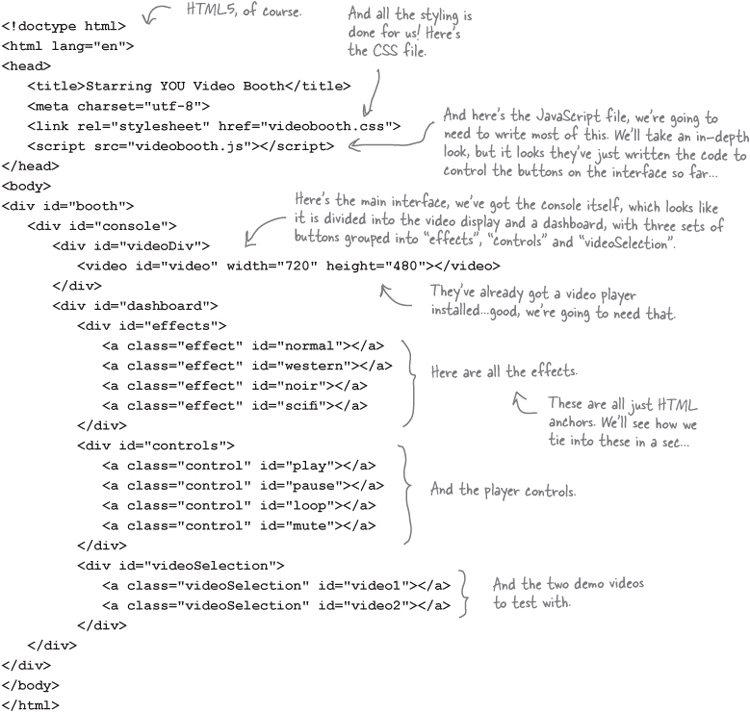 <!doctype html>
HTML5, of course.
And all the styling is
done for us! Here's
the CSS file.
<html lang="en">
<head>
<title>Starring YOU Video Booth</title>
<meta charset="utf-8">
<link rel="stylesheet" href="videobooth.css">
<script src="videobooth.js"></script>
And here's the JavaScript file, we're going to
need to write most of this. We'll take an in-depth
look, but it looks they've just written the code to
control the buttons on the interface so far...
</head>
<body>
<div id="booth">
<div id="console">
Here's the main interface, we've got the console itself, which looks like
it is divided into the video display and a dashboard, with three sets of
buttons grouped into "effects", "controls" and "videoSelection".
<div id="videoDiv">
<video id="video" width="720" height="480"></video>
</div>
They've already got a video player
installed...good, we're going to need that.
<div id="dashboard">
<div id="effects">
<a class="effect" id="normal"></a>
<a class="effect" id="western"></a>
<a class="effect" id="noir"></a>
<a class="effect" id="scifi"></a>
</div>
Here are all the effects.
These are all just HTML
anchors. We'll see how we
tie into these in a sec...
<div id="controls">
<a class="control" id="play"></a>
<a class="control" id="pause"></a>
<a class="control" id="loop"></a>
<a class="control" id="mute"></a>
</div>
And the player controls.
<div id="videoSelection">
<a class="videoSelection" id="video1"></a>
<a class="videoSelection" id="video2"></a>
</div>
And the two demo videos
to test with.
</div>
</div>
</body>
</html>